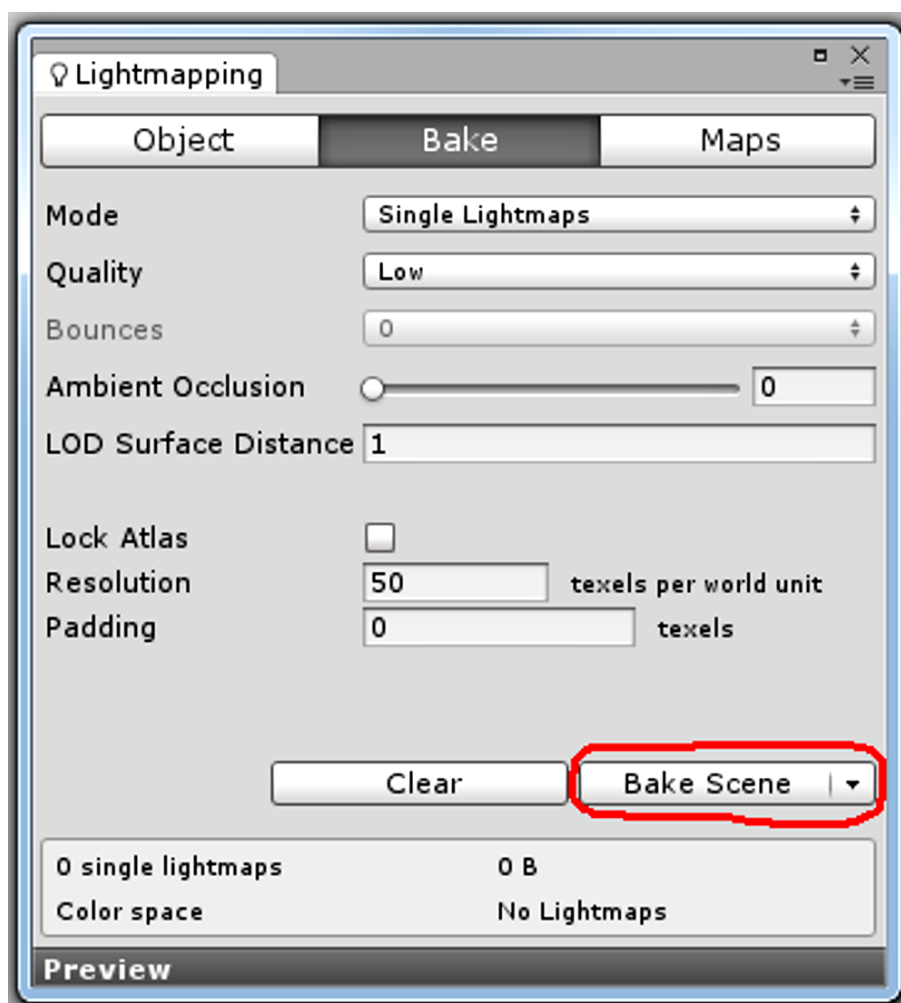 Lightmapping
Object Bake Maps
Mode Single Lightmaps
Quality Low
Bounces 0
Ambient Occlusion 0
LOD Surface Distance 1
Lock Atlas
Resolution 50 texels per world unit
Padding 0 texels
Clear Bake Scene
0 single lightmaps 0 B
Color space No Lightmaps
Preview